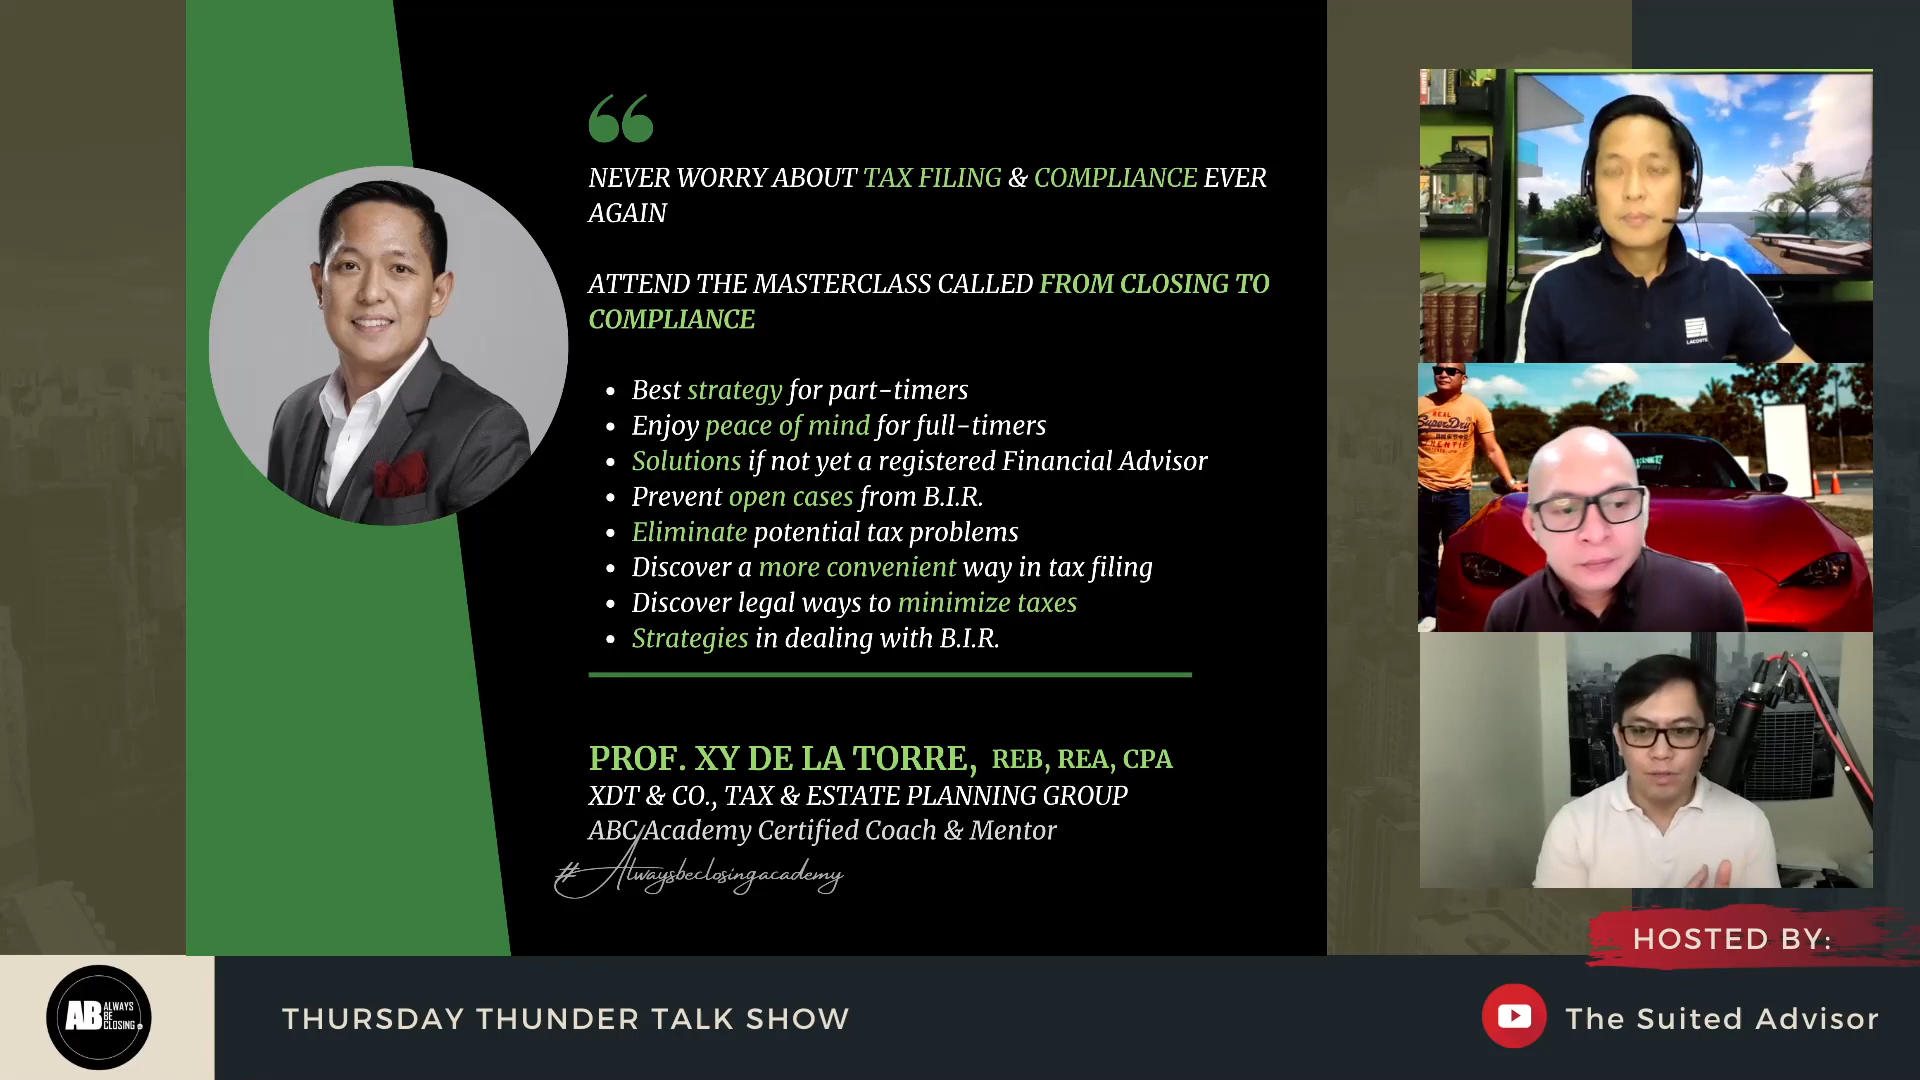 NEVER WORRY ABOUT TAX FILING & COMPLIANCE EVER
AGAIN
ATTEND THE MASTERCLASS CALLED FROM CLOSING TO
COMPLIANCE
• Best strategy for part-timers
• Enjoy peace of mind for full-timers
• Solutions if not yet a registered Financial Advisor
• Prevent open cases from B.I.R.
• Eliminate potential tax problems
• Discover a more convenient way in tax filing
• Discover legal ways to minimize taxes
• Strategies in dealing with B.I.R.
PROF. XY DE LA TORRE, REB, REA, CPA
XDT & CO., TAX & ESTATE PLANNING GROUP
ABC Academy Certified Coach & Mentor
#Alwaysbeclosingacademy
LACOSTE
REAL
SuperDry
HOSTED BY:
AB ALWAYS
BE
CLOSING.
THURSDAY THUNDER TALK SHOW
The Suited Advisor